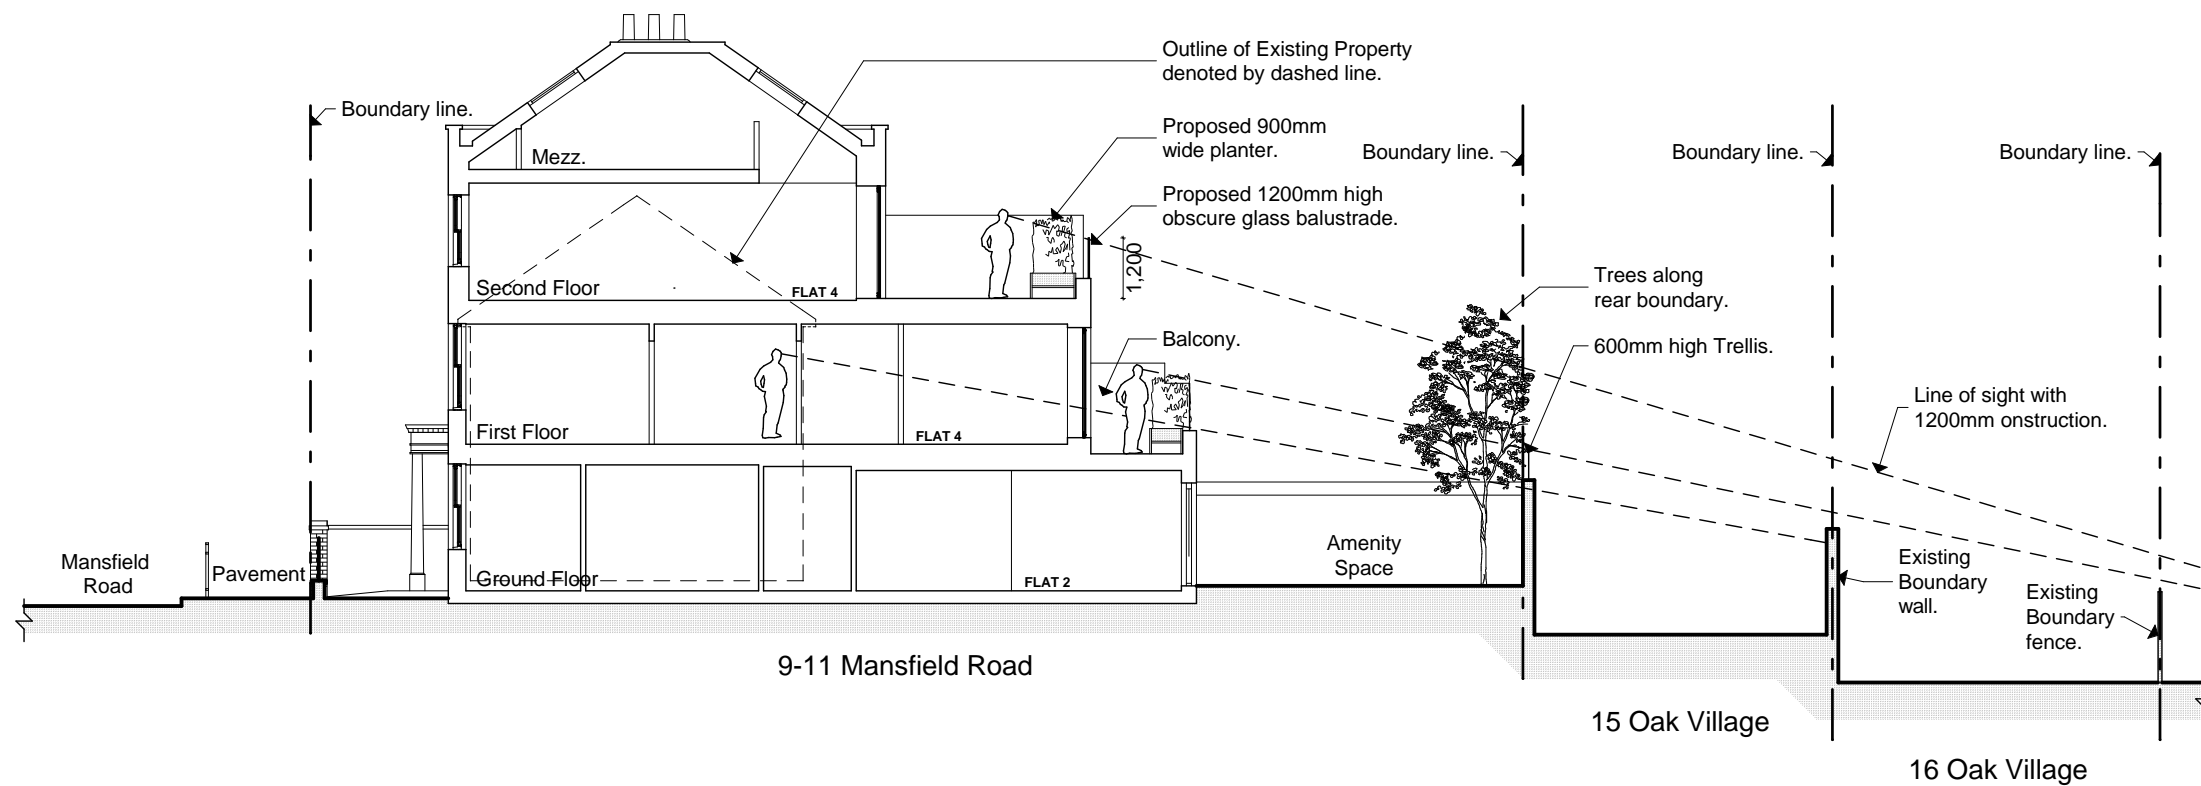 Outline of Existing Property
denoted by dashed line.
Boundary line.
Proposed 900mm
wide planter.
Boundary line.
Boundary line.
Boundary line.
Mezz.
Proposed 1200mm high
obscure glass balustrade.
1,200
Second Floor
FLAT 4
Trees along
rear boundary.
Balcony.
600mm high Trellis.
Line of sight with
1200mm onstruction.
First Floor
FLAT 4
Mansfield
Road
Pavement
Ground Floor
FLAT 2
Amenity
Space
Existing
Boundary
wall.
Existing
Boundary
fence.
9-11 Mansfield Road
15 Oak Village
16 Oak Village